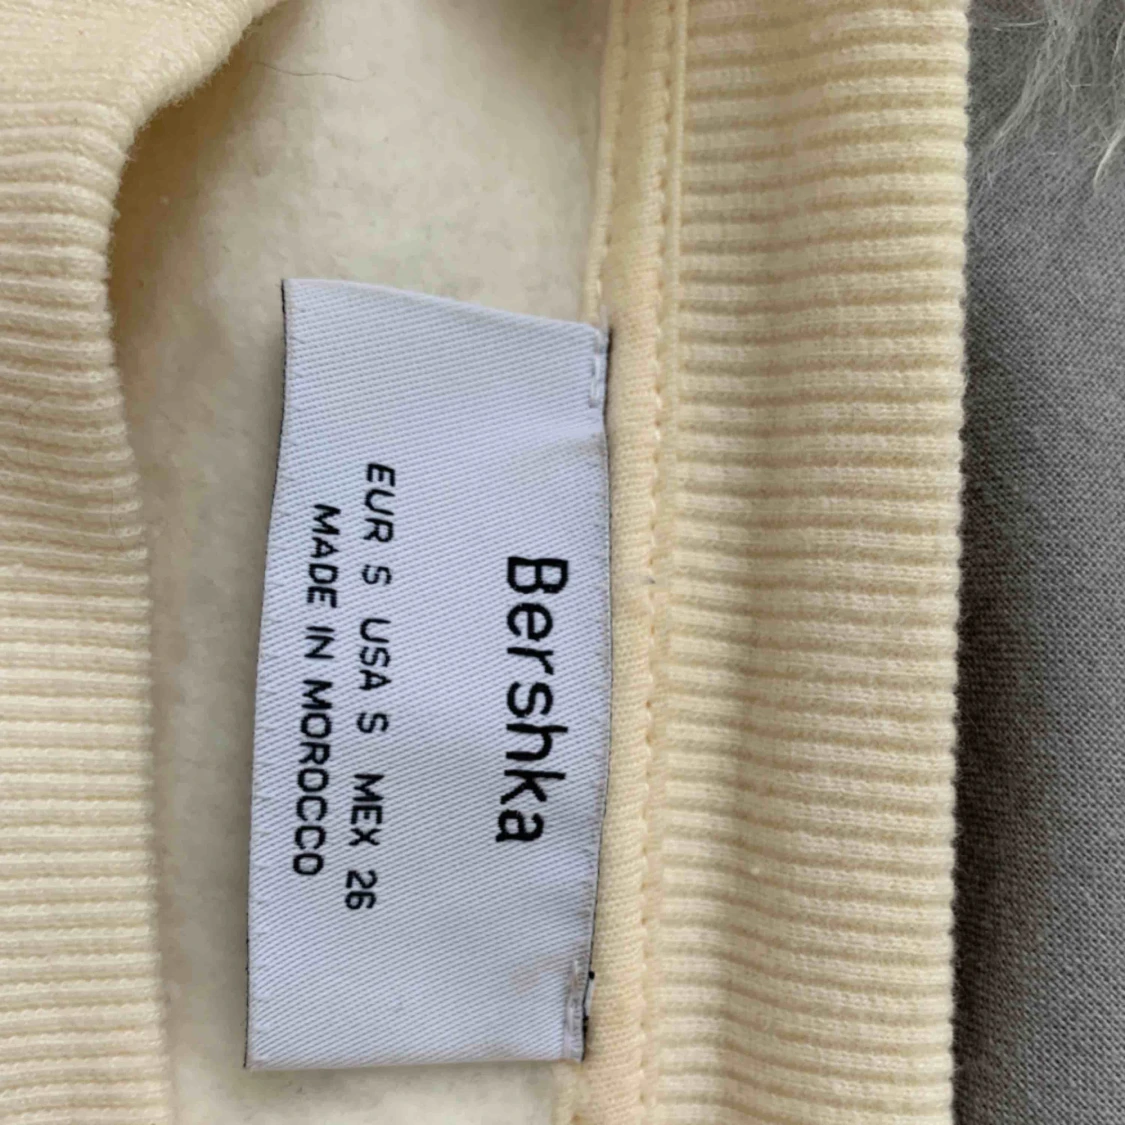 Bershka
EUR S USA S MEX 26
MADE IN MOROCCO